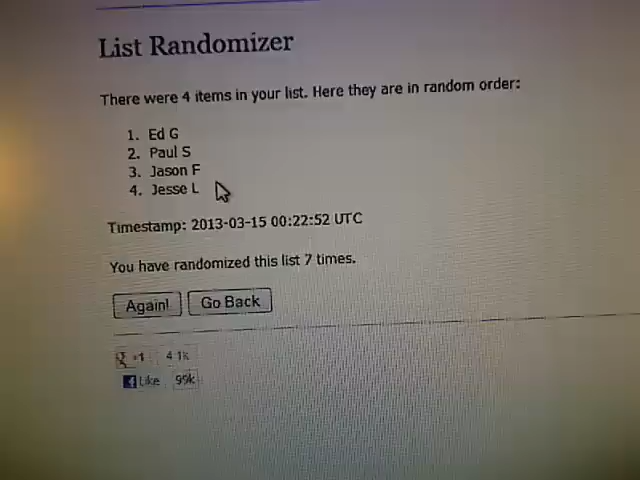 List Randomizer
There were 4 items in your list. Here they are in random order:
1. Ed G
2. Paul S
3. Jason F
4. Jesse L
Timestamp: 2013-03-15 00:22:52 UTC
You have randomized this list 7 times.
Again! Go Back
+1 41k
Like 99k